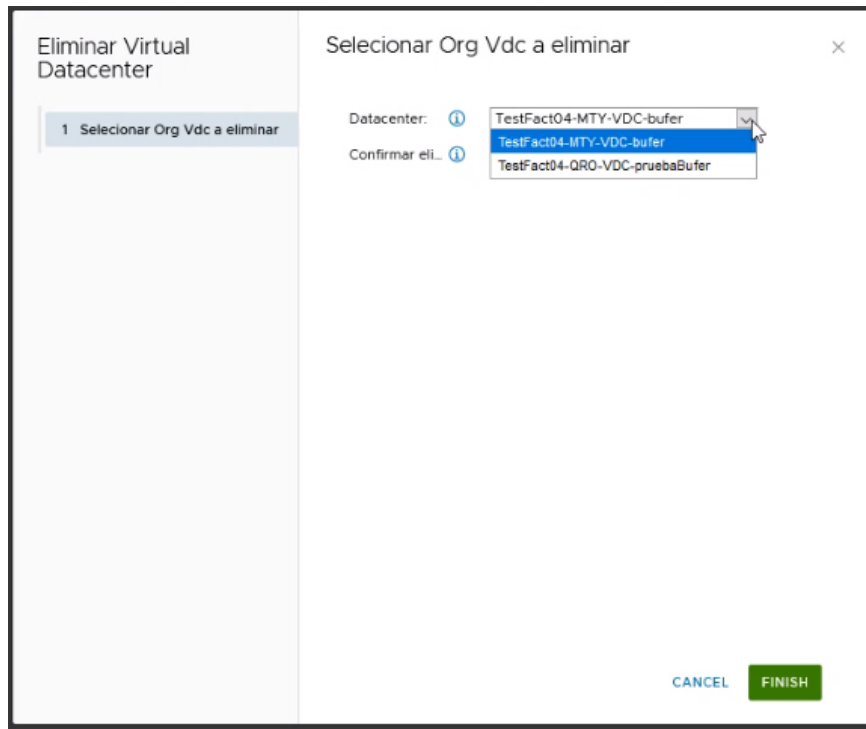 Eliminar Virtual
Datacenter
1 Selecionar Org Vdc a eliminar
Selecionar Org Vdc a eliminar
Datacenter:
TestFact04-MTY-VDC-bufer
TestFact04-MTY-VDC-bufer
Confirmar eli...
TestFact04-QRO-VDC-pruebaBufer
CANCEL
FINISH